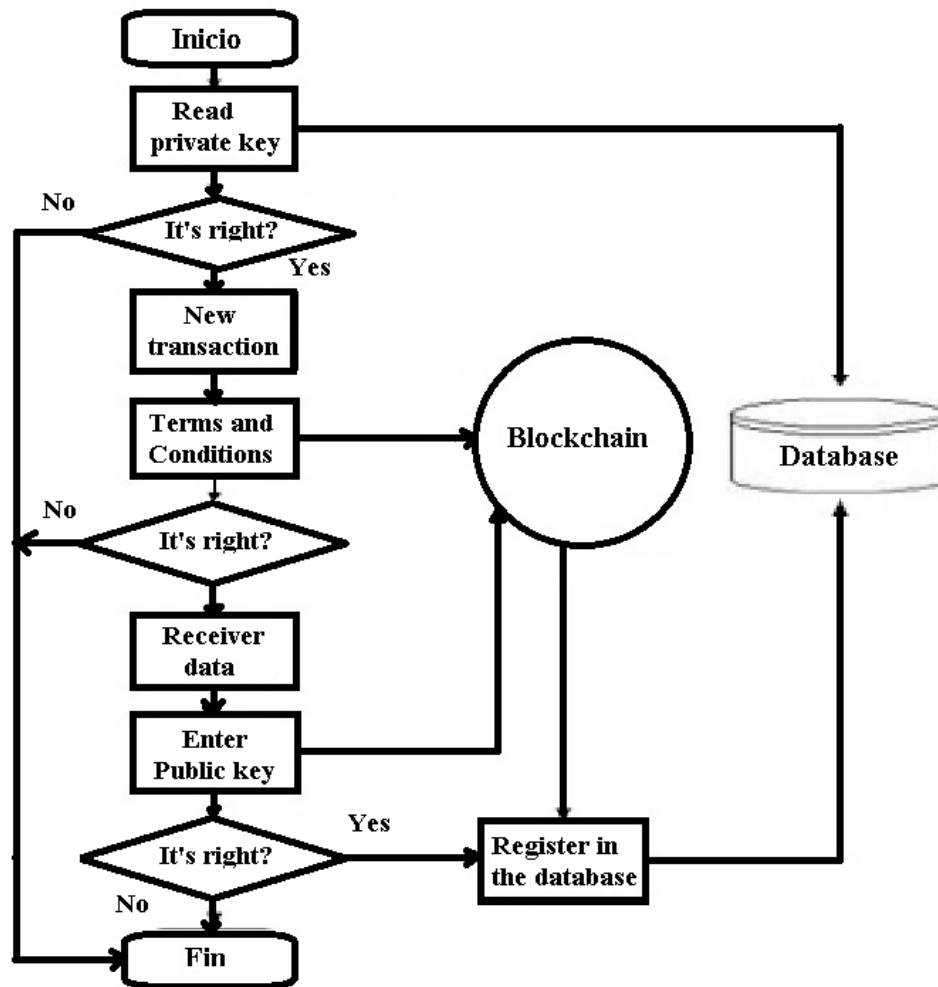 Inicio
Read
private key
No
It's right?
Yes
New
transaction
Terms and
Conditions
Blockchain
Database
No
It's right?
Receiver
data
Enter
Public key
Yes
It's right?
Register in
the database
No
Fin